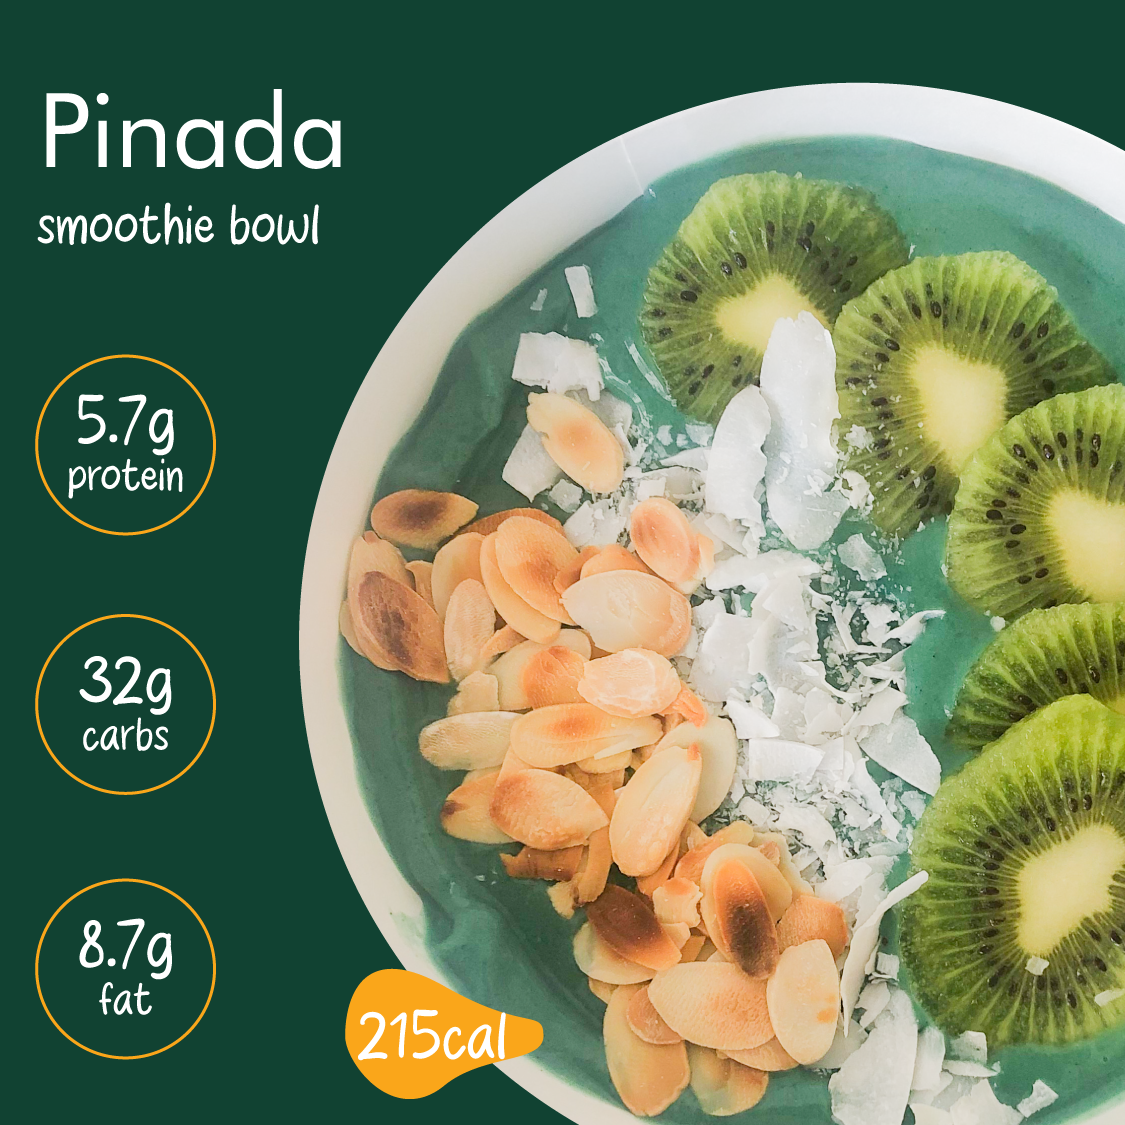 Pinada
smoothie bowl
5.7g
protein
32g
carbs
8.7g
fat
215cal